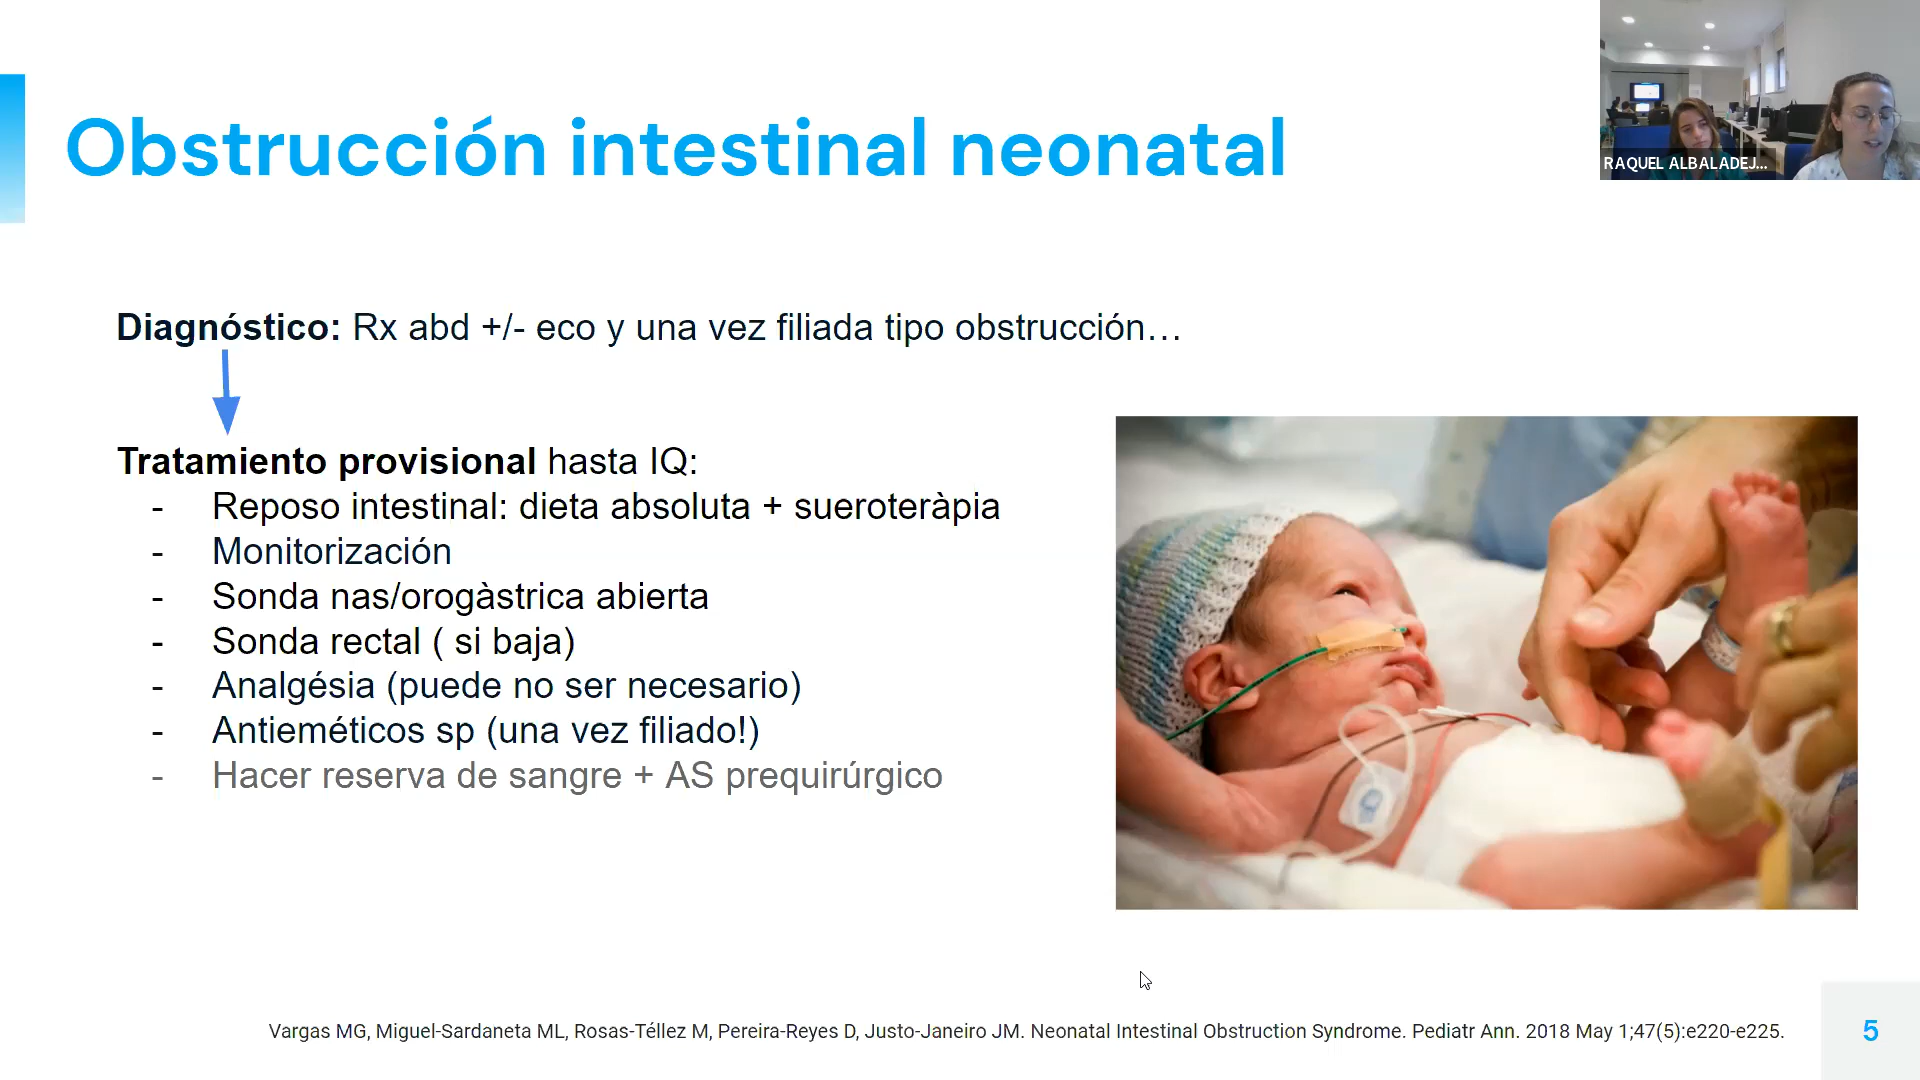 Obstrucción intestinal neonatal
RAQUEL ALBALADEJ...
Diagnóstico: Rx abd +/- eco y una vez filiada tipo obstrucción…
Tratamiento provisional hasta IQ:
- Reposo intestinal: dieta absoluta + sueroteràpia
- Monitorización
- Sonda nas/orogàstrica abierta
- Sonda rectal ( si baja)
- Analgésia (puede no ser necesario)
- Antieméticos sp (una vez filiado!)
- Hacer reserva de sangre + AS prequirúrgico
Vargas MG, Miguel-Sardaneta ML, Rosas-Téllez M, Pereira-Reyes D, Justo-Janeiro JM. Neonatal Intestinal Obstruction Syndrome. Pediatr Ann. 2018 May 1;47(5):e220-e225.
5